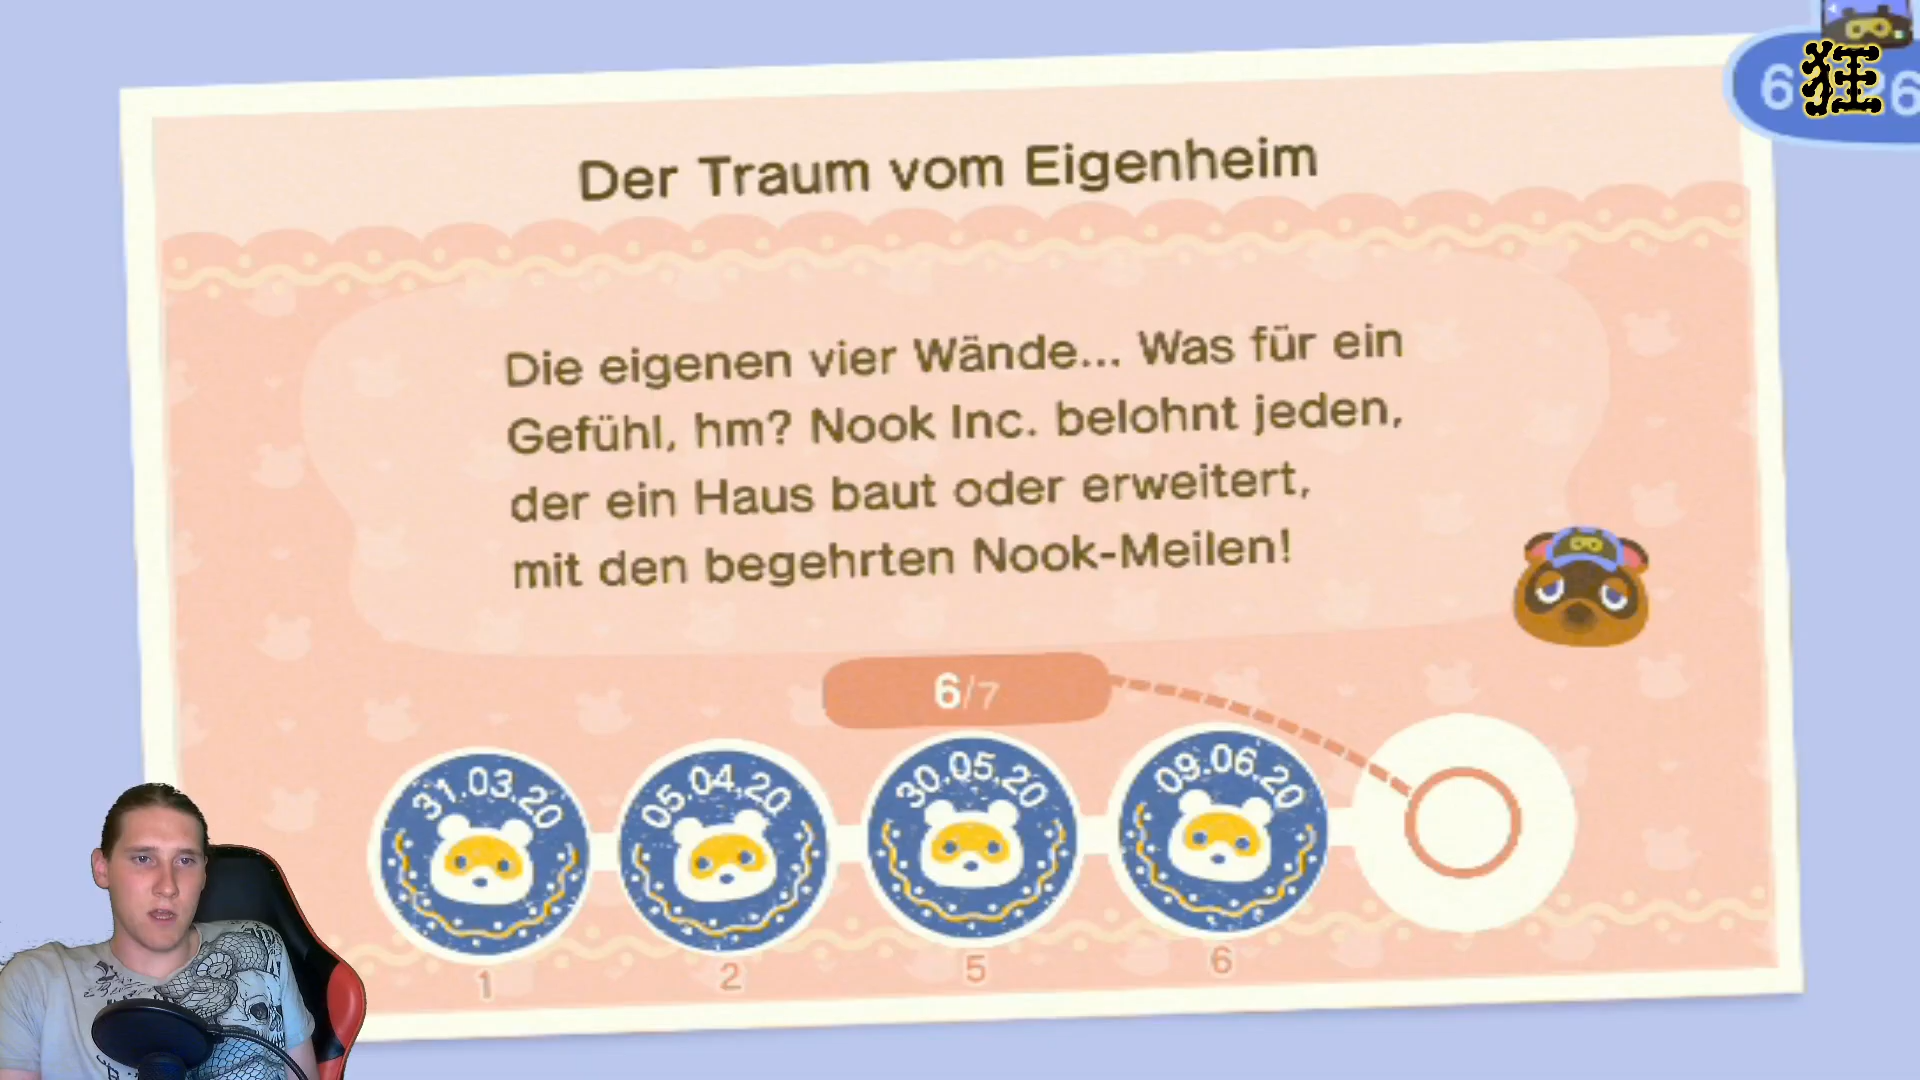 狂
Der Traum vom Eigenheim
Die eigenen vier Wände... Was für ein
Gefühl, hm? Nook Inc. belohnt jeden,
der ein Haus baut oder erweitert,
mit den begehrten Nook-Meilen!
6/7
31.03.20
05.04.20
30.05.20
09.06.20
1
2
5
6